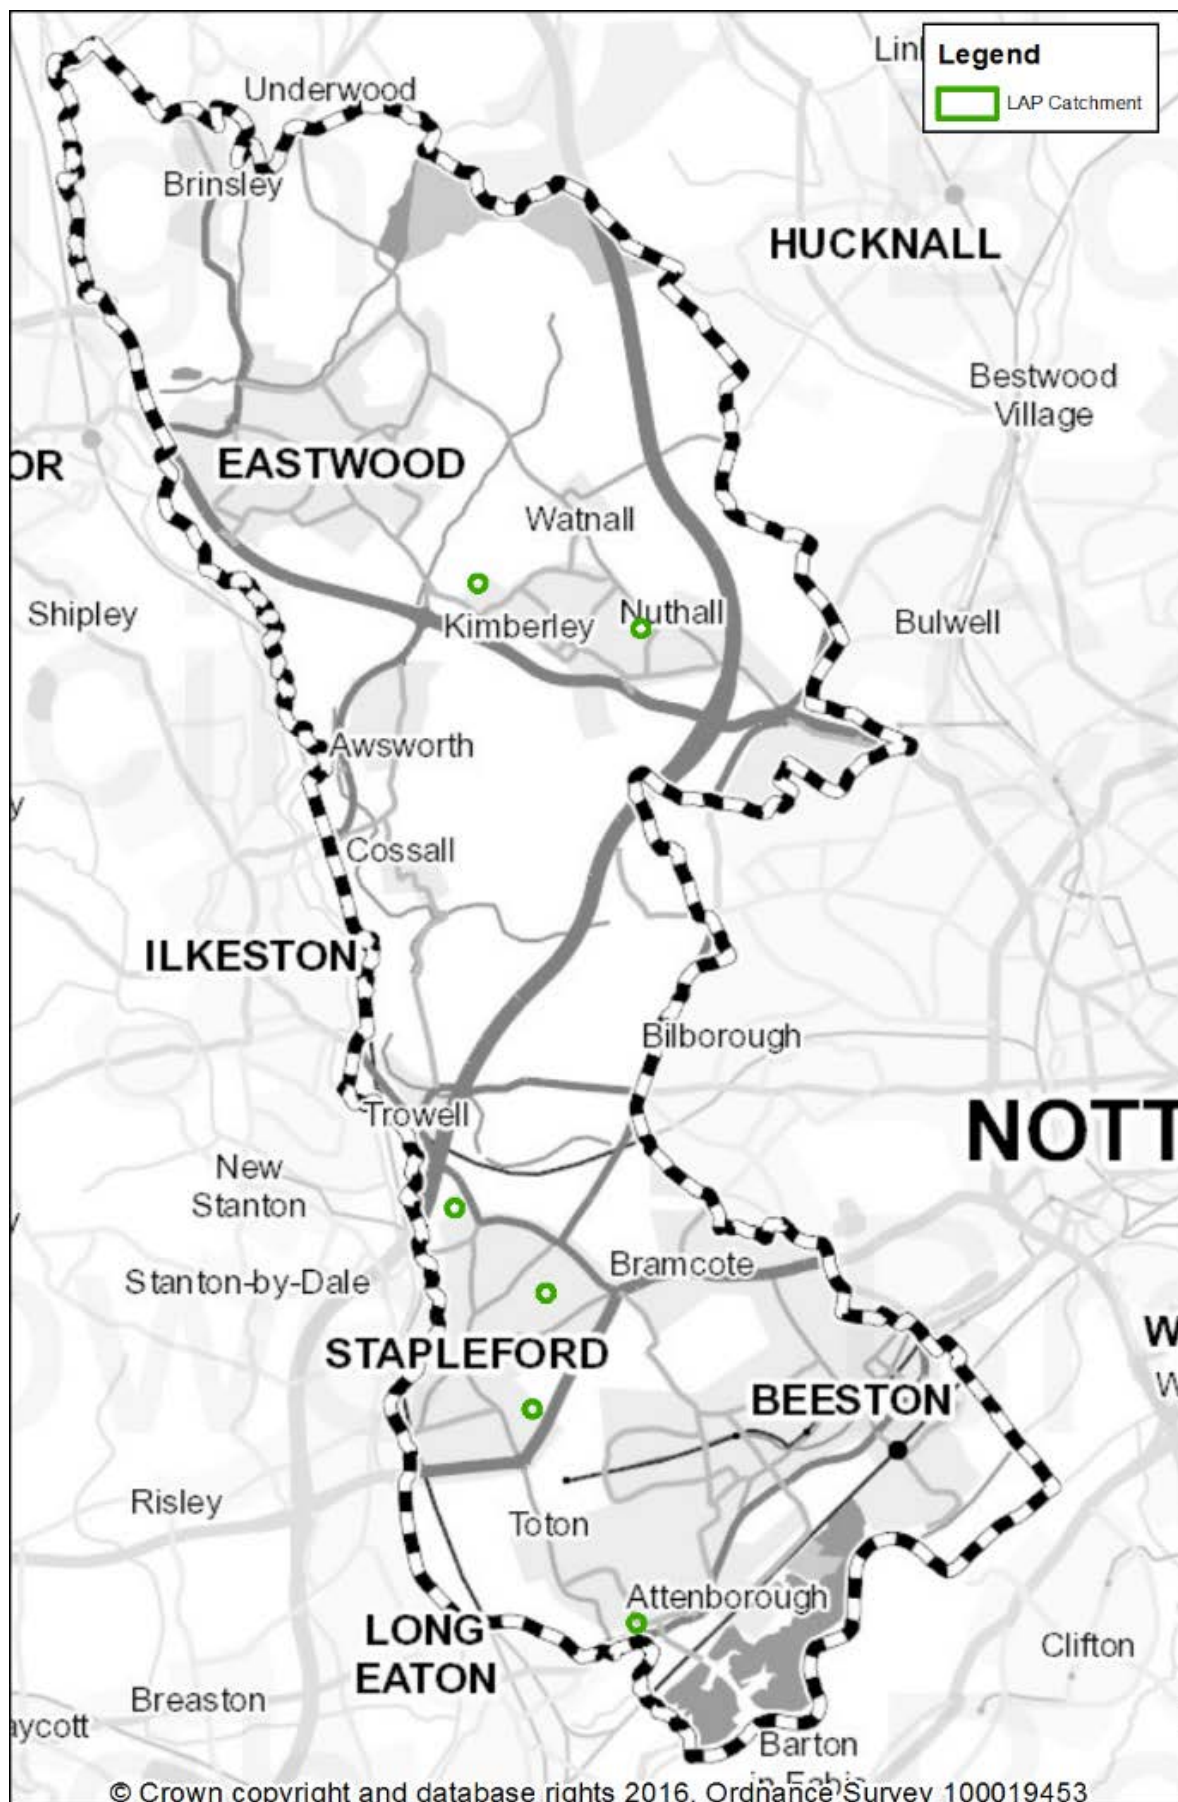 Legend
LAP Catchment
Underwood
Brinsley
HUCKNALL
Bestwood
Village
OR
EASTWOOD
Watnall
Shipley
Kimberley
Nuthall
Bulwell
Awsworth
Cossall
ILKESTON
Bilborough
Trowell
NOTT
New
Stanton
Stanton-by-Dale
Bramcote
STAPLEFORD
BEESTON
W
W
Risley
Toton
Attenborough
LONG
EATON
Clifton
Breaston
aycott
Barton
© Crown copyright and database rights 2016. Ordnance Survey 100019453